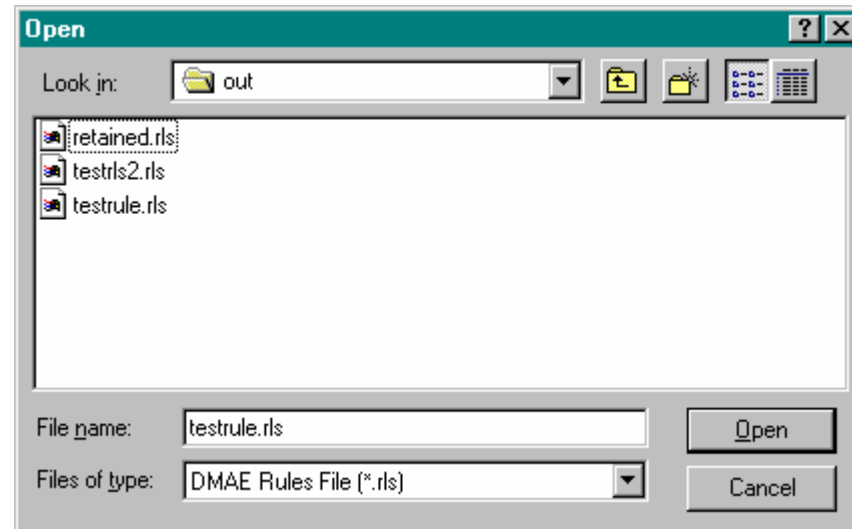 Open
Look in: out
retained.rls
testrls2.rls
testrule.rls
File name: testrule.rls Open
Files of type: DMAE Rules File (*.rls) Cancel